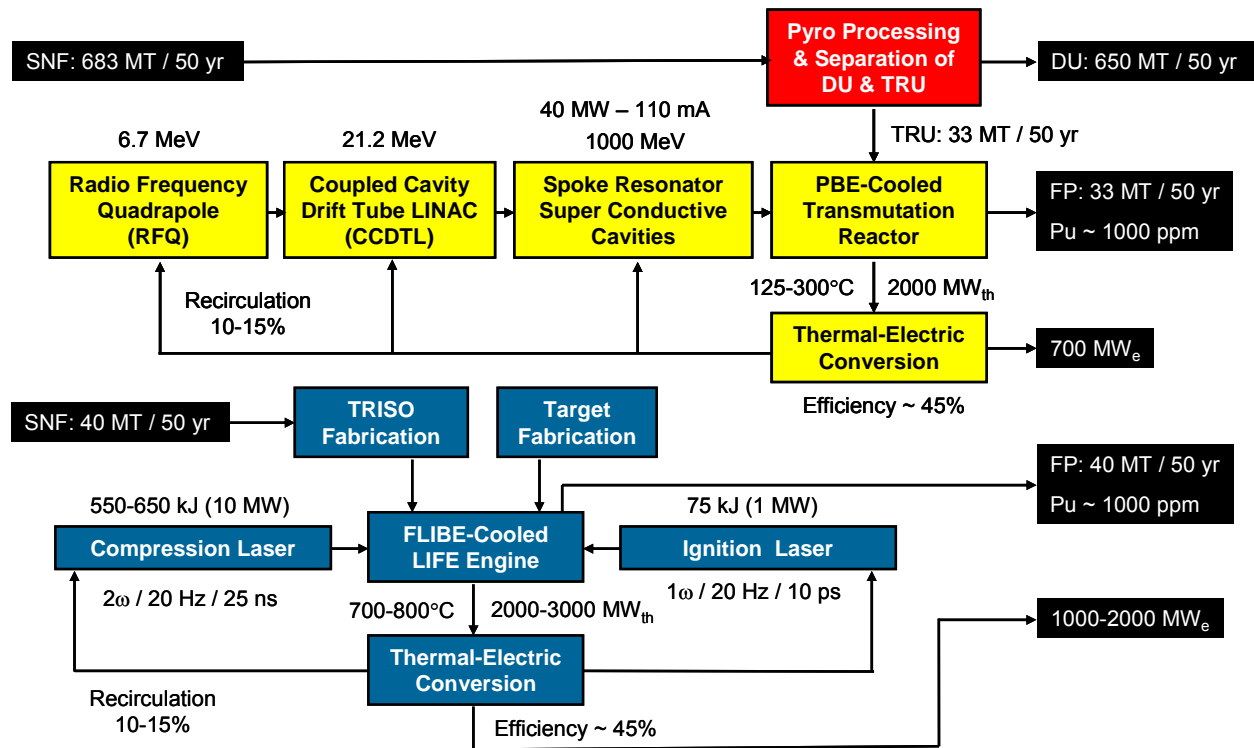 SNF: 683 MT / 50 yr
Pyro Processing
& Separation of
DU & TRU
DU: 650 MT / 50 yr
TRU: 33 MT / 50 yr
6.7 MeV
21.2 MeV
40 MW – 110 mA
1000 MeV
Radio Frequency
Quadrapole
(RFQ)
Coupled Cavity
Drift Tube LINAC
(CCDTL)
Spoke Resonator
Super Conductive
Cavities
PBE-Cooled
Transmutation
Reactor
FP: 33 MT / 50 yr
Pu ~ 1000 ppm
Recirculation
10-15%
125-300°C
2000 MWth
Thermal-Electric
Conversion
700 MWe
Efficiency ~ 45%
SNF: 40 MT / 50 yr
TRISO
Fabrication
Target
Fabrication
FP: 40 MT / 50 yr
Pu ~ 1000 ppm
550-650 kJ (10 MW)
75 kJ (1 MW)
Compression Laser
FLIBE-Cooled
LIFE Engine
Ignition Laser
2ω / 20 Hz / 25 ns
1ω / 20 Hz / 10 ps
700-800°C
2000-3000 MWth
1000-2000 MWe
Thermal-Electric
Conversion
Recirculation
10-15%
Efficiency ~ 45%